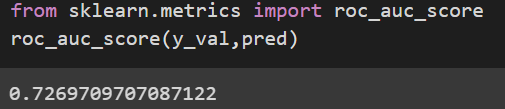 from sklearn.metrics import roc_auc_score
roc_auc_score(y_val,pred)
0.7269709707087122